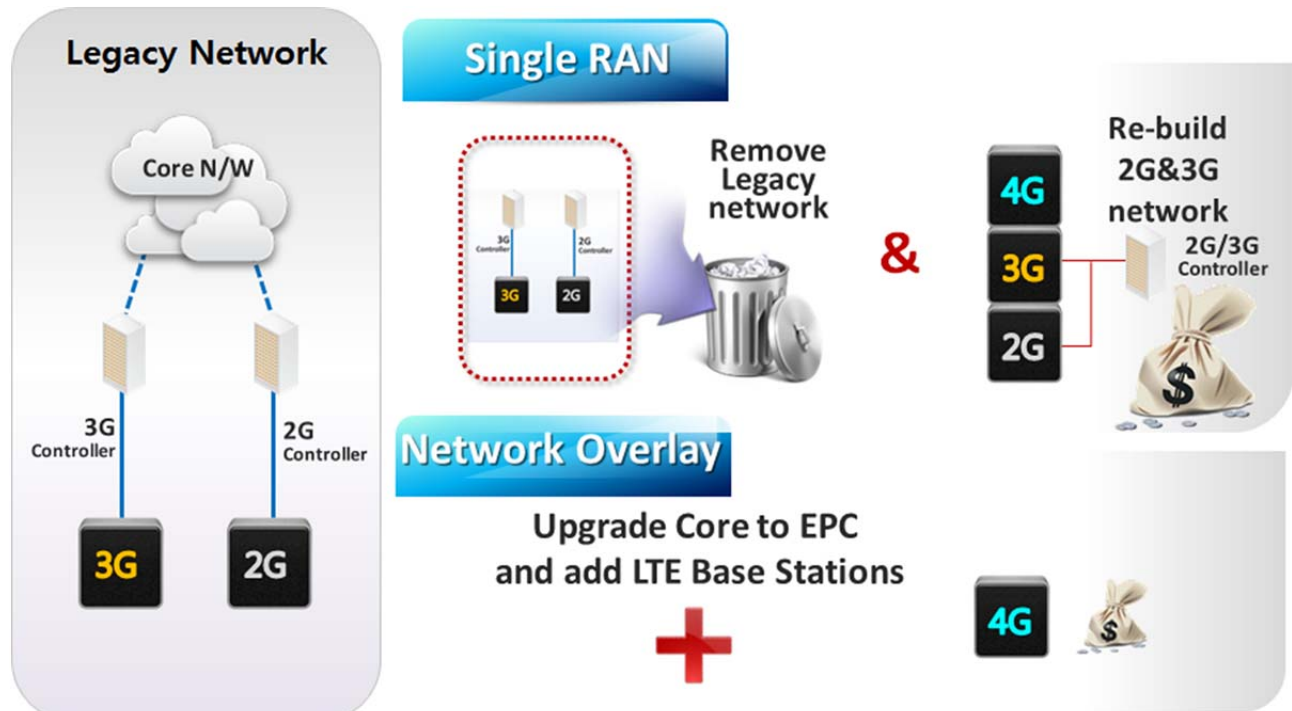 Legacy Network
Core N/W
3G
Controller
2G
Controller
3G
2G
Single RAN
3G
Controller
2G
Controller
3G
2G
Remove
Legacy
network
&
4G
3G
2G
Re-build
2G&3G
network
2G/3G
Controller
$
Network Overlay
Upgrade Core to EPC
and add LTE Base Stations
4G
$